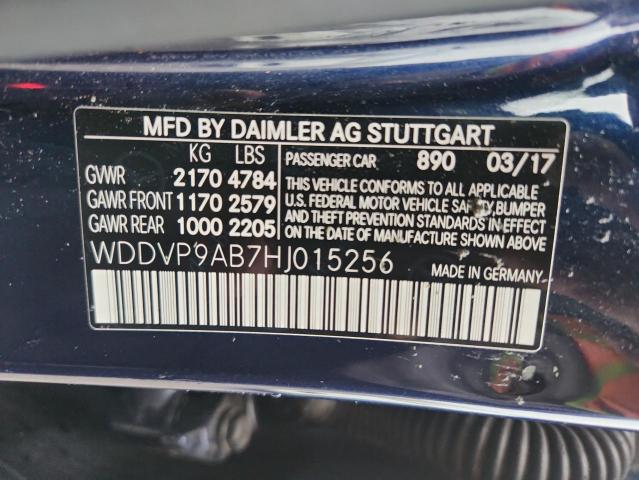 MFD BY DAIMLER AG STUTTGART
KG LBS
GVWR 2170 4784
GAWR FRONT 1170 2579
GAWR REAR 1000 2205
PASSENGER CAR 890 03/17
THIS VEHICLE CONFORMS TO ALL APPLICABLE
U.S. FEDERAL MOTOR VEHICLE SAFETY, BUMPER
AND THEFT PREVENTION STANDARDS IN EFFECT
ON THE DATE OF MANUFACTURE SHOWN ABOVE.
WDDVP9AB7HJ015256
MADE IN GERMANY